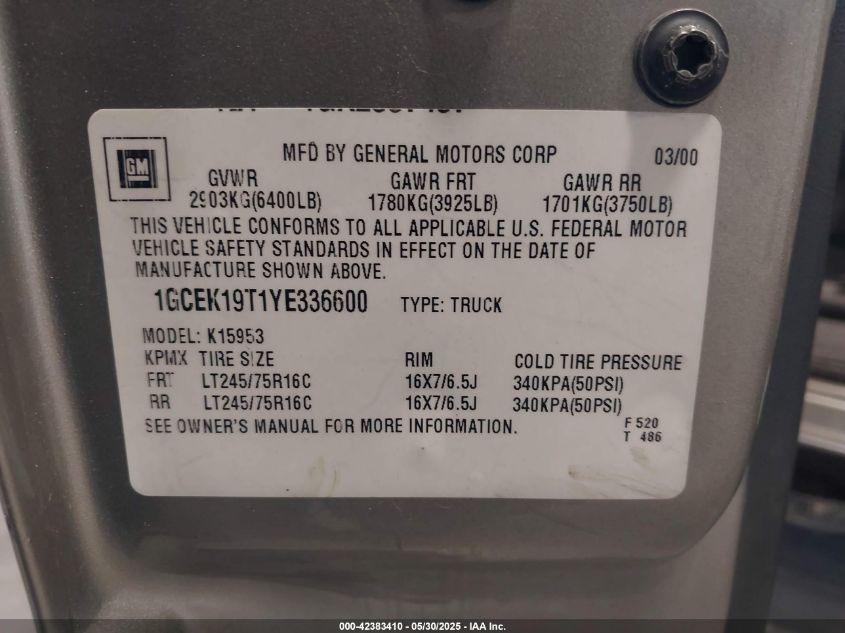 GM
MFD BY GENERAL MOTORS CORP 03/00
GVWR GAWR FRT GAWR RR
2903KG(6400LB) 1780KG(3925LB) 1701KG(3750LB)
THIS VEHICLE CONFORMS TO ALL APPLICABLE U.S. FEDERAL MOTOR
VEHICLE SAFETY STANDARDS IN EFFECT ON THE DATE OF
MANUFACTURE SHOWN ABOVE.
1GCEK19T1YE336600 TYPE: TRUCK
MODEL: K15953
KPMX TIRE SIZE RIM COLD TIRE PRESSURE
FRT LT245/75R16C 16X7/6.5J 340KPA(50PSI)
RR LT245/75R16C 16X7/6.5J 340KPA(50PSI)
SEE OWNER'S MANUAL FOR MORE INFORMATION.
F 520
T 486
000-42383410 - 05/30/2025 - IAA Inc.